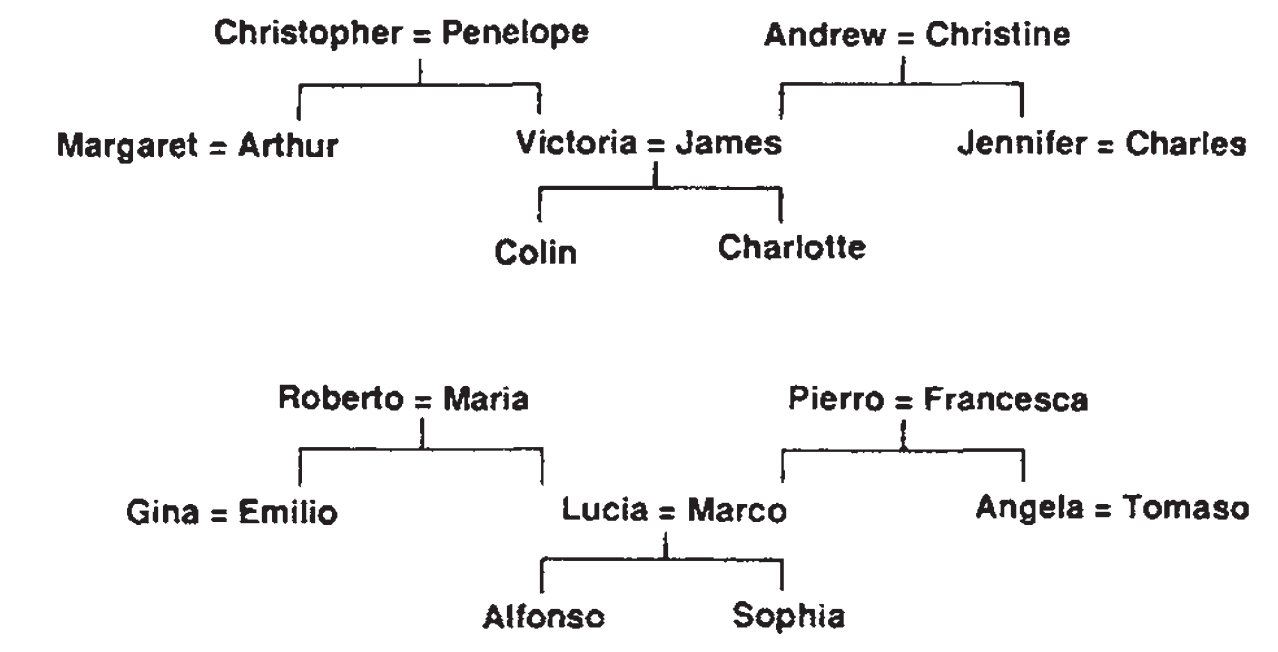 Christopher = Penelope Andrew = Christine
Margaret = Arthur Victoria = James Jennifer = Charles
Colin Charlotte
Roberto = Maria Pierro = Francesca
Gina = Emilio Lucia = Marco Angela = Tomaso
Alfonso Sophia